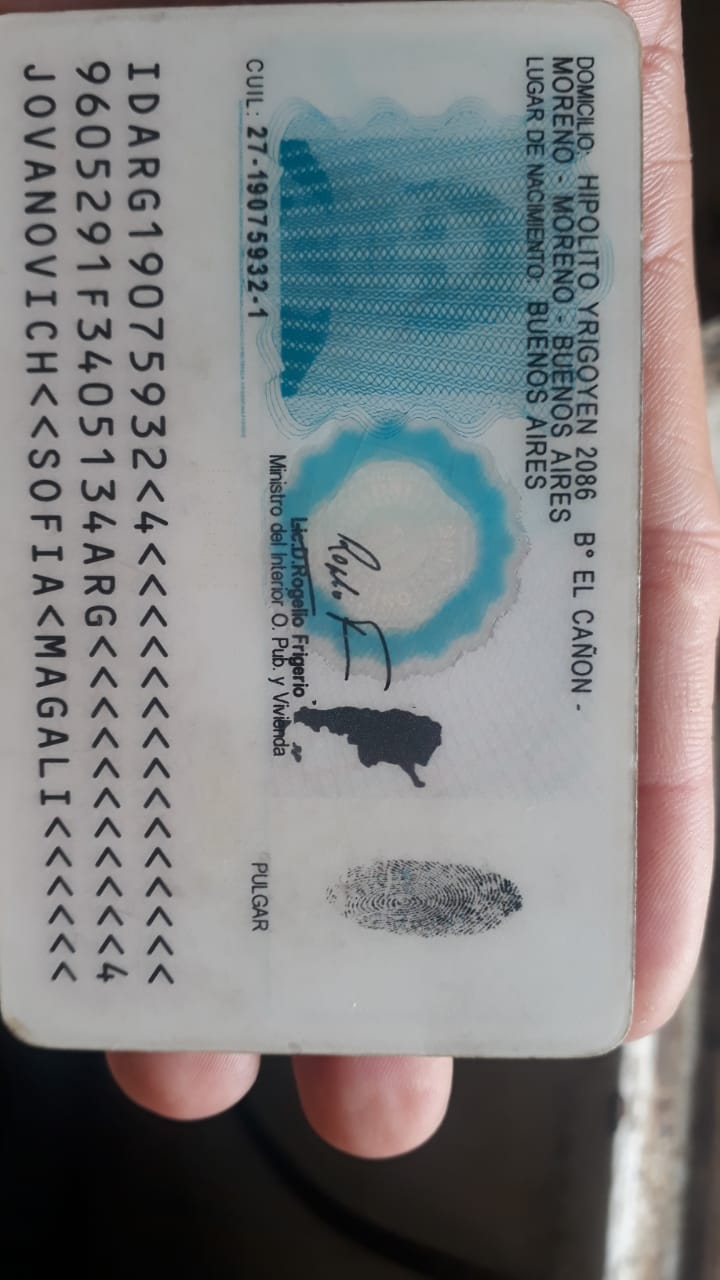 DOMICILIO: HIPOLITO YRIGOYEN 2086 B° EL CAÑON -
MORENO - MORENO - BUENOS AIRES
LUGAR DE NACIMIENTO: BUENOS AIRES
CUIL: 27-19075932-1
Lic.D.Rogelio Frigerio
Ministro del Interior O. Pub. y Vivienda
PULGAR
IDARG19075932<4<<<<<<<<<<<<<<<
9605291F3405134ARG<<<<<<<<<<<4
JOVANOVICH<<SOFIA<MAGALI<<<<<<